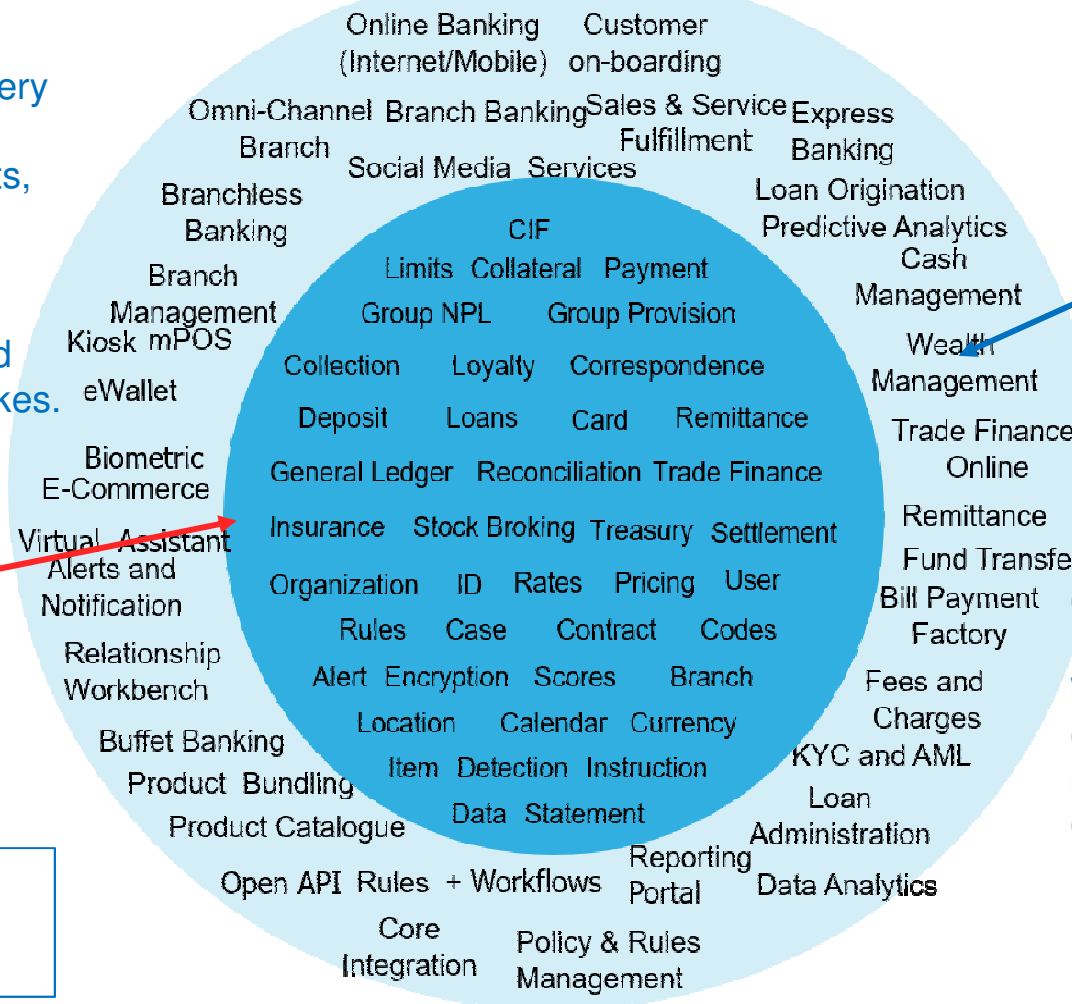 Online Banking Customer
(Internet/Mobile) on-boarding
ery
Omni-Channel Branch Banking Sales & Service Express
Branch Fulfillment Banking
ts,
Social Media Services
Branchless Loan Origination
Banking Predictive Analytics
CIF
Cash
Branch Limits Collateral Payment Management
Management Group NPL Group Provision
Kiosk mPOS Wealth
d Collection Loyalty Correspondence Management
kes. eWallet
Deposit Loans Card Remittance
Trade Finance
Biometric Online
E-Commerce General Ledger Reconciliation Trade Finance
Remittance
Virtual Assistant Insurance Stock Broking Treasury Settlement
Alerts and Fund Transfe
Notification Organization ID Rates Pricing User Bill Payment
Factory
Rules Case Contract Codes
Relationship
Workbench Alert Encryption Scores Branch Fees and
Charges
Location Calendar Currency
Buffet Banking KYC and AML
Item Detection Instruction
Product Bundling Loan
Data Statement Administration
Product Catalogue
Reporting
Open API Rules + Workflows Portal Data Analytics
Core Policy & Rules
Integration Management